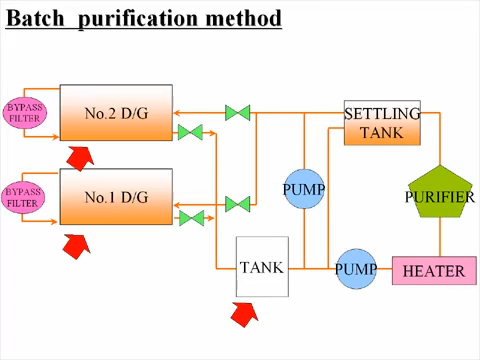 Batch purification method
BYPASS
FILTER
No.2 D/G
SETTLING
TANK
BYPASS
FILTER
No.1 D/G
PUMP
PURIFIER
TANK
PUMP
HEATER